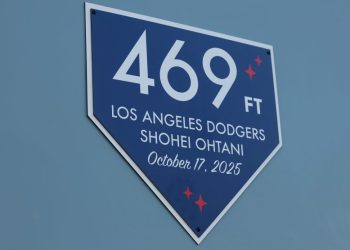 469 FT
LOS ANGELES DODGERS
SHOHEI OHTANI
October 17, 2025